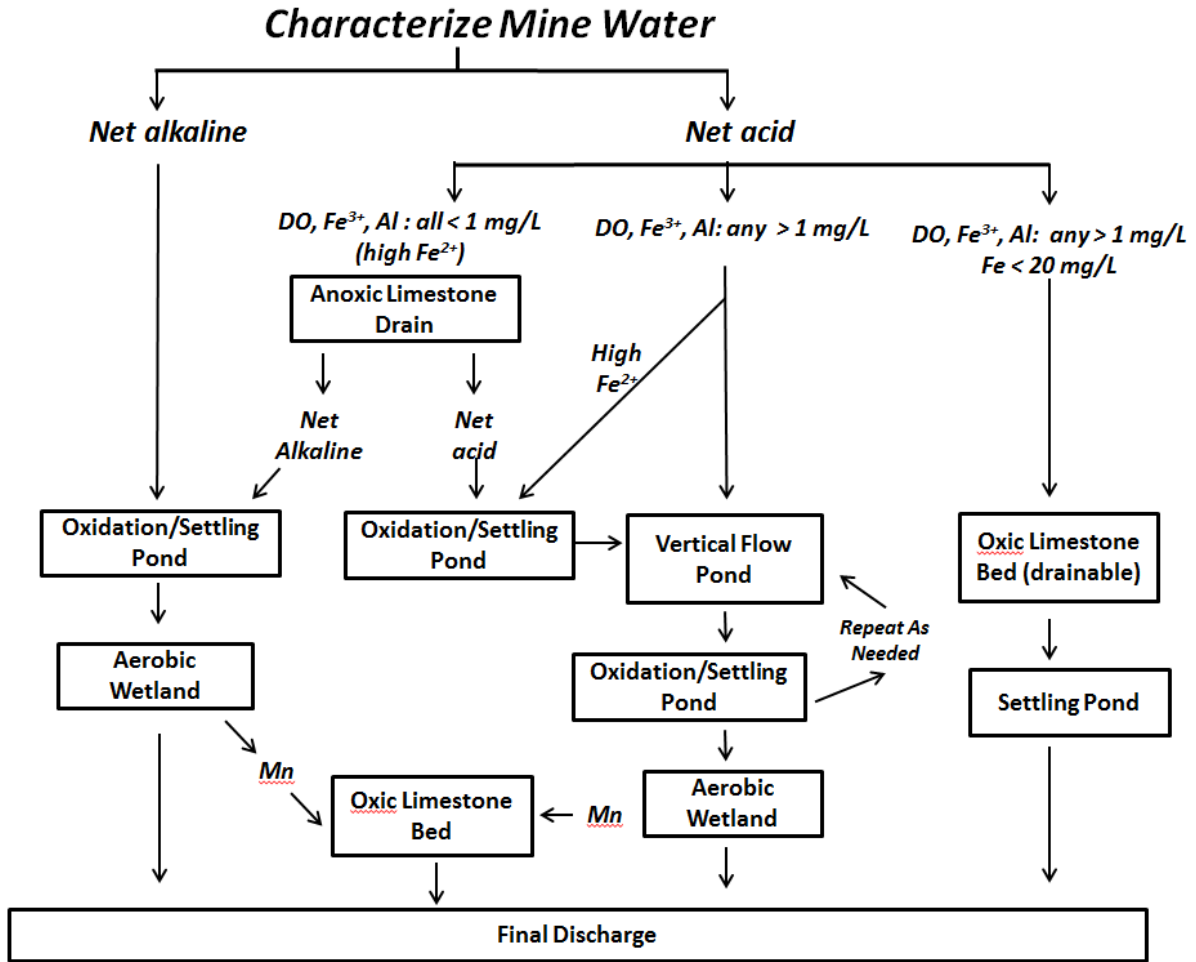 Characterize Mine Water
Net alkaline
Net acid
DO, Fe³⁺, Al : all < 1 mg/L
(high Fe²⁺)
DO, Fe³⁺, Al: any > 1 mg/L
DO, Fe³⁺, Al: any > 1 mg/L
Fe < 20 mg/L
Anoxic Limestone
Drain
High
Fe²⁺
Net
Alkaline
Net
acid
Oxidation/Settling
Pond
Oxidation/Settling
Pond
Vertical Flow
Pond
Oxic Limestone
Bed (drainable)
Repeat As
Needed
Aerobic
Wetland
Oxidation/Settling
Pond
Settling Pond
Mn
Oxic Limestone
Bed
Mn
Aerobic
Wetland
Final Discharge